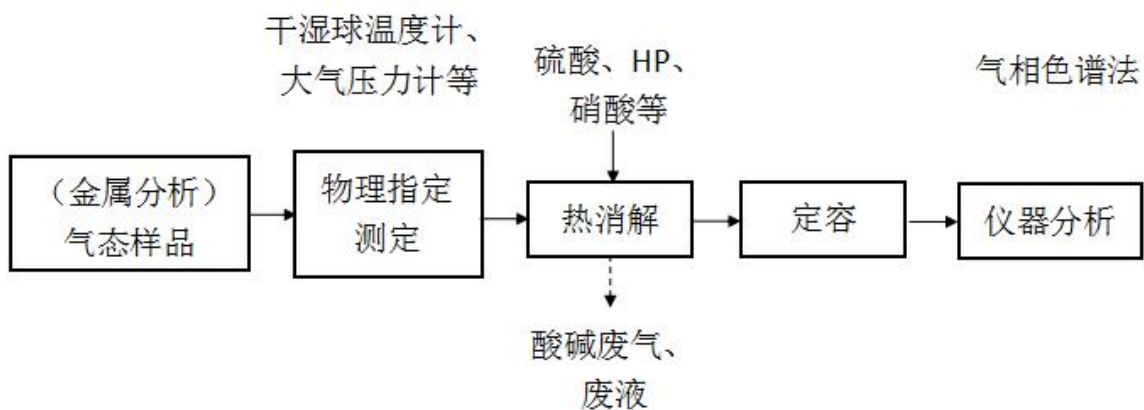 干湿球温度计、
大气压力计等
硫酸、HP、
硝酸等
气相色谱法
（金属分析）
气态样品
物理指定
测定
热消解
定容
仪器分析
酸碱废气、
废液